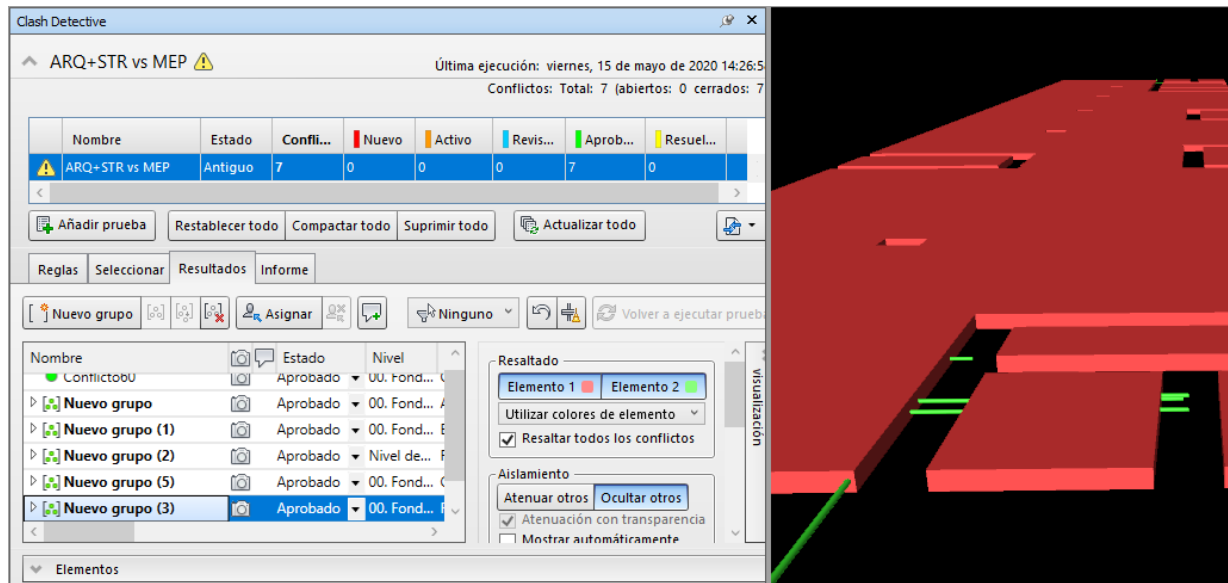 Clash Detective
ARQ+STR vs MEP
Última ejecución: viernes, 15 de mayo de 2020 14:26:5
Conflictos: Total: 7 (abiertos: 0 cerrados: 7
Nombre Estado Confli... Nuevo Activo Revis... Aprob... Resuel...
ARQ+STR vs MEP Antiguo 7 0 0 0 7 0
Añadir prueba Restablecer todo Compactar todo Suprimir todo Actualizar todo
Reglas Seleccionar Resultados Informe
Nuevo grupo Asignar Ninguno Volver a ejecutar prueb
Nombre Estado Nivel
Conflicto60 Aprobado 00. Fond...
Nuevo grupo Aprobado 00. Fond...
Nuevo grupo (1) Aprobado 00. Fond...
Nuevo grupo (2) Aprobado Nivel de...
Nuevo grupo (5) Aprobado 00. Fond...
Nuevo grupo (3) Aprobado 00. Fond...
Resaltado
Elemento 1 Elemento 2
Utilizar colores de elemento
Resaltar todos los conflictos
Aislamiento
Atenuar otros Ocultar otros
Atenuación con transparencia
Mostrar automáticamente
visualización
Elementos